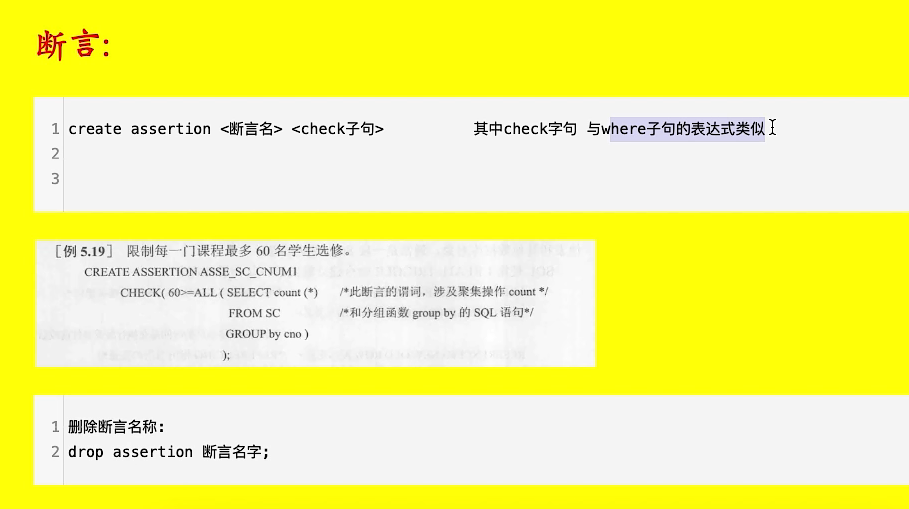 断言:
1 create assertion <断言名> <check子句> 其中check字句 与where子句的表达式类似
2
3
［例 5.19］ 限制每一门课程最多 60 名学生选修。
CREATE ASSERTION ASSE_SC_CNUM1
CHECK( 60>=ALL ( SELECT count (*) /*此断言的谓词，涉及聚集操作 count */
FROM SC /*和分组函数 group by 的 SQL 语句*/
GROUP by cno )
);
1 删除断言名称:
2 drop assertion 断言名字;